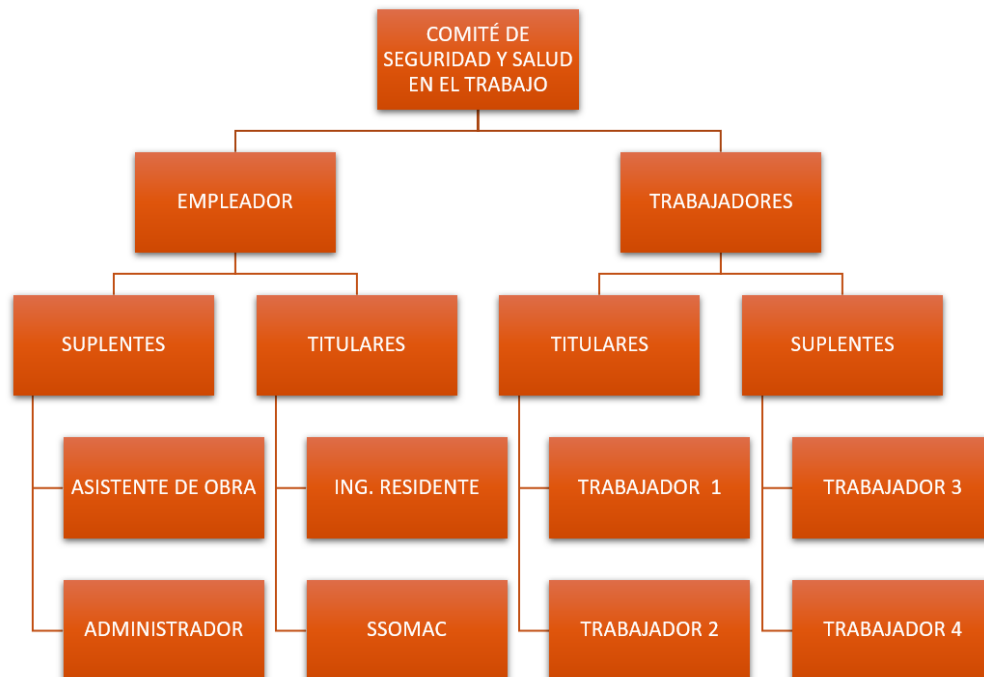 COMITÉ DE
SEGURIDAD Y SALUD
EN EL TRABAJO
EMPLEADOR
TRABAJADORES
SUPLENTES
TITULARES
TITULARES
SUPLENTES
ASISTENTE DE OBRA
ING. RESIDENTE
TRABAJADOR 1
TRABAJADOR 3
ADMINISTRADOR
SSOMAC
TRABAJADOR 2
TRABAJADOR 4